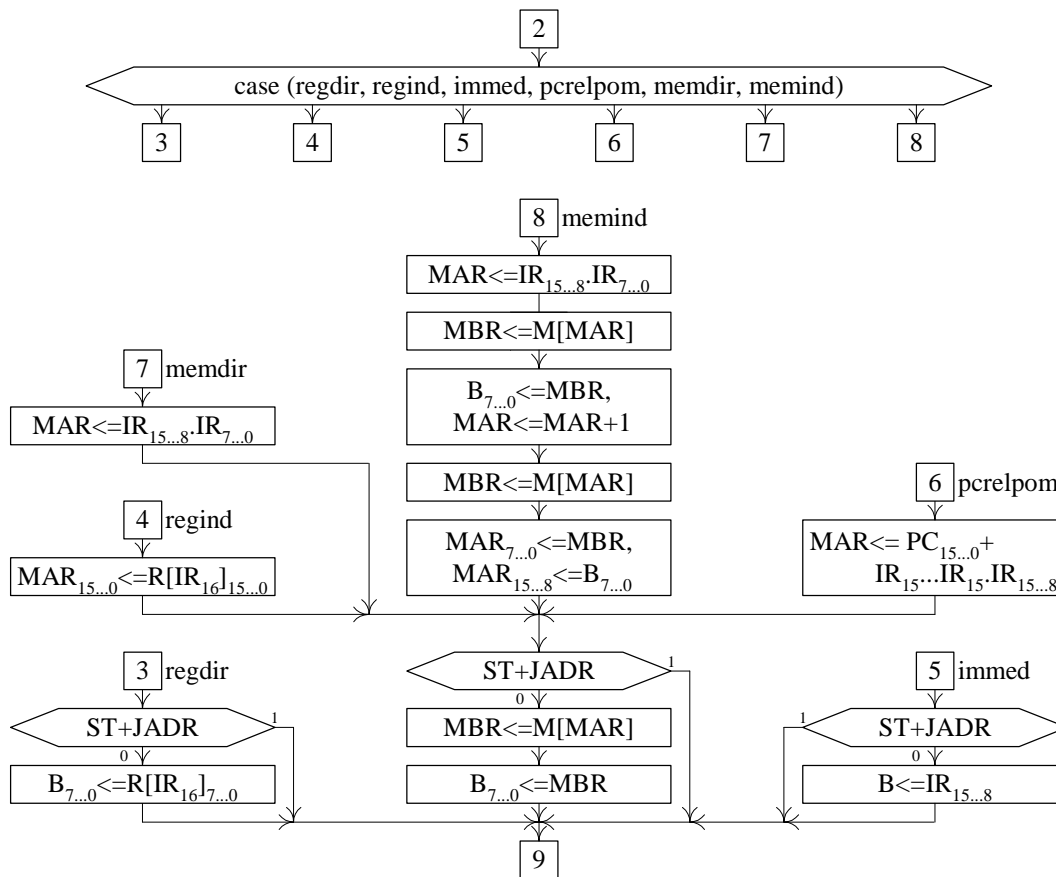 2
case (regdir, regind, immed, pcrelpom, memdir, memind)
3 4 5 6 7 8
8 memind
MAR<=IR15...8.IR7...0
MBR<=M[MAR]
B7...0<=MBR,
MAR<=MAR+1
MBR<=M[MAR]
MAR7...0<=MBR,
MAR15...8<=B7...0
7 memdir
MAR<=IR15...8.IR7...0
4 regind
MAR15...0<=R[IR16]15...0
6 pcrelpom
MAR<= PC15...0+
IR15...IR15.IR15...8
3 regdir
ST+JADR
1
0
B7...0<=R[IR16]7...0
ST+JADR
1
0
MBR<=M[MAR]
B7...0<=MBR
5 immed
1
ST+JADR
0
B<=IR15...8
9